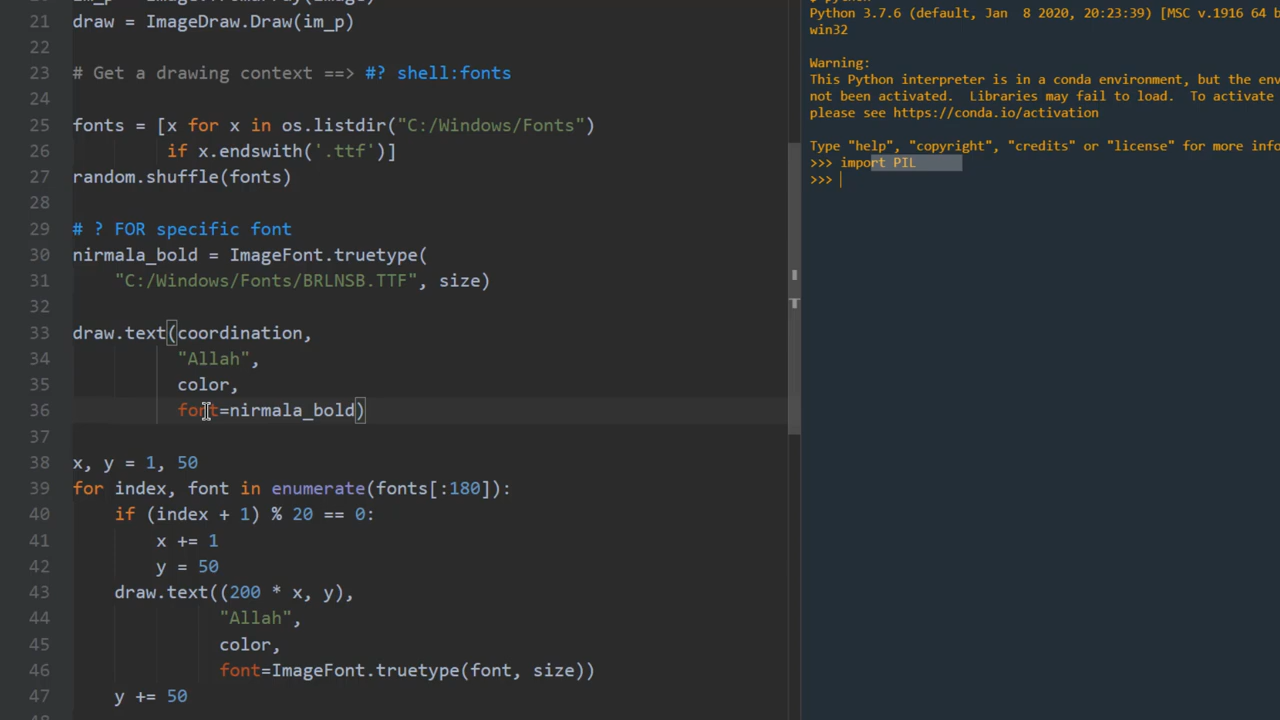 20 im_p = Image.fromarray(image)
21 draw = ImageDraw.Draw(im_p)
22
23 # Get a drawing context ==> #? shell:fonts
24
25 fonts = [x for x in os.listdir("C:/Windows/Fonts")
26 if x.endswith('.ttf')]
27 random.shuffle(fonts)
28
29 # ? FOR specific font
30 nirmala_bold = ImageFont.truetype(
31 "C:/Windows/Fonts/BRLNSB.TTF", size)
32
33 draw.text(coordination,
34 "Allah",
35 color,
36 font=nirmala_bold)
37
38 x, y = 1, 50
39 for index, font in enumerate(fonts[:180]):
40 if (index + 1) % 20 == 0:
41 x += 1
42 y = 50
43 draw.text((200 * x, y),
44 "Allah",
45 color,
46 font=ImageFont.truetype(font, size))
47 y += 50
$ python
Python 3.7.6 (default, Jan 8 2020, 20:23:39) [MSC v.1916 64 b
win32
Warning:
This Python interpreter is in a conda environment, but the env
not been activated. Libraries may fail to load. To activate
please see https://conda.io/activation
Type "help", "copyright", "credits" or "license" for more info
>>> import PIL
>>>